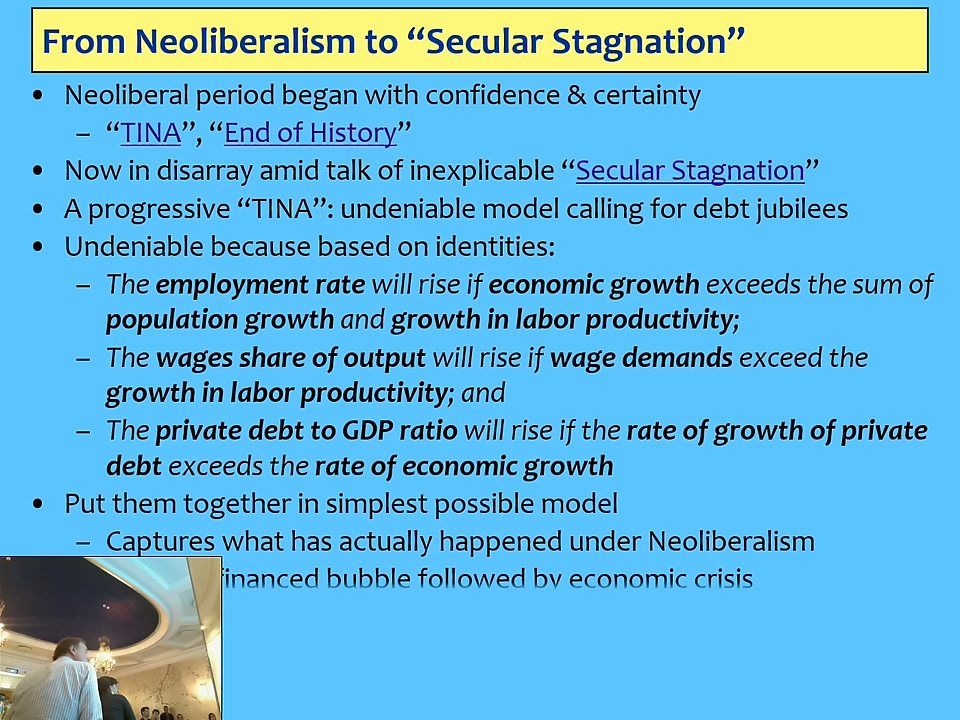 From Neoliberalism to “Secular Stagnation”
• Neoliberal period began with confidence & certainty
– “TINA”, “End of History”
• Now in disarray amid talk of inexplicable “Secular Stagnation”
• A progressive “TINA”: undeniable model calling for debt jubilees
• Undeniable because based on identities:
– The employment rate will rise if economic growth exceeds the sum of
population growth and growth in labor productivity;
– The wages share of output will rise if wage demands exceed the
growth in labor productivity; and
– The private debt to GDP ratio will rise if the rate of growth of private
debt exceeds the rate of economic growth
• Put them together in simplest possible model
– Captures what has actually happened under Neoliberalism
financed bubble followed by economic crisis